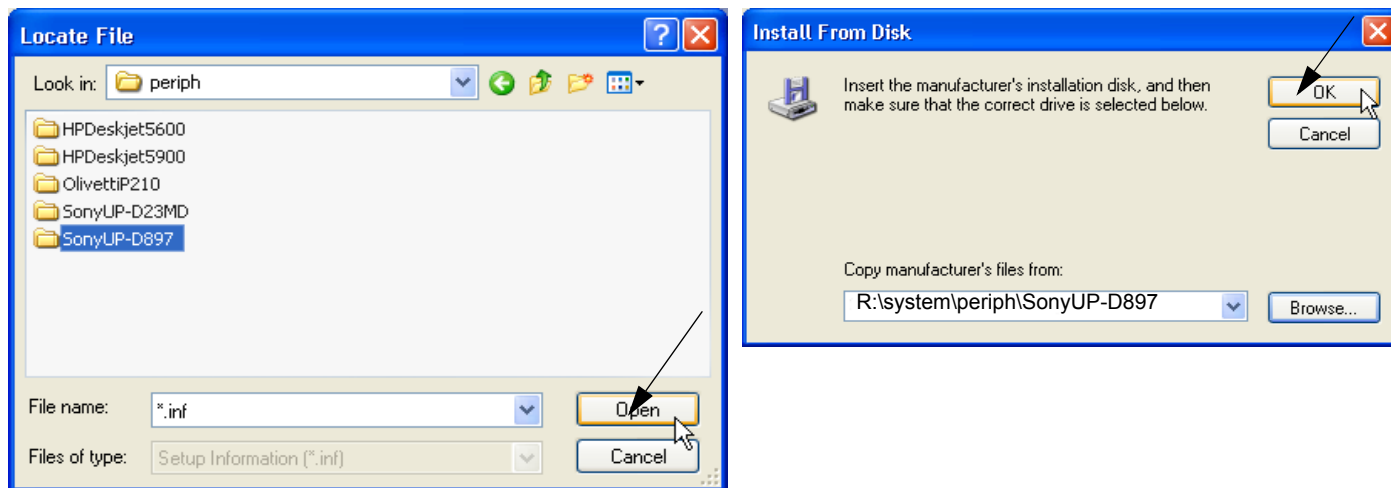 Locate File
Look in: periph
HPDeskjet5600
HPDeskjet5900
OlivettiP210
SonyUP-D23MD
SonyUP-D897
File name: *.inf Open
Files of type: Setup Information (*.inf) Cancel
Install From Disk
Insert the manufacturer's installation disk, and then
make sure that the correct drive is selected below.
OK
Cancel
Copy manufacturer's files from:
R:\system\periph\SonyUP-D897 Browse...